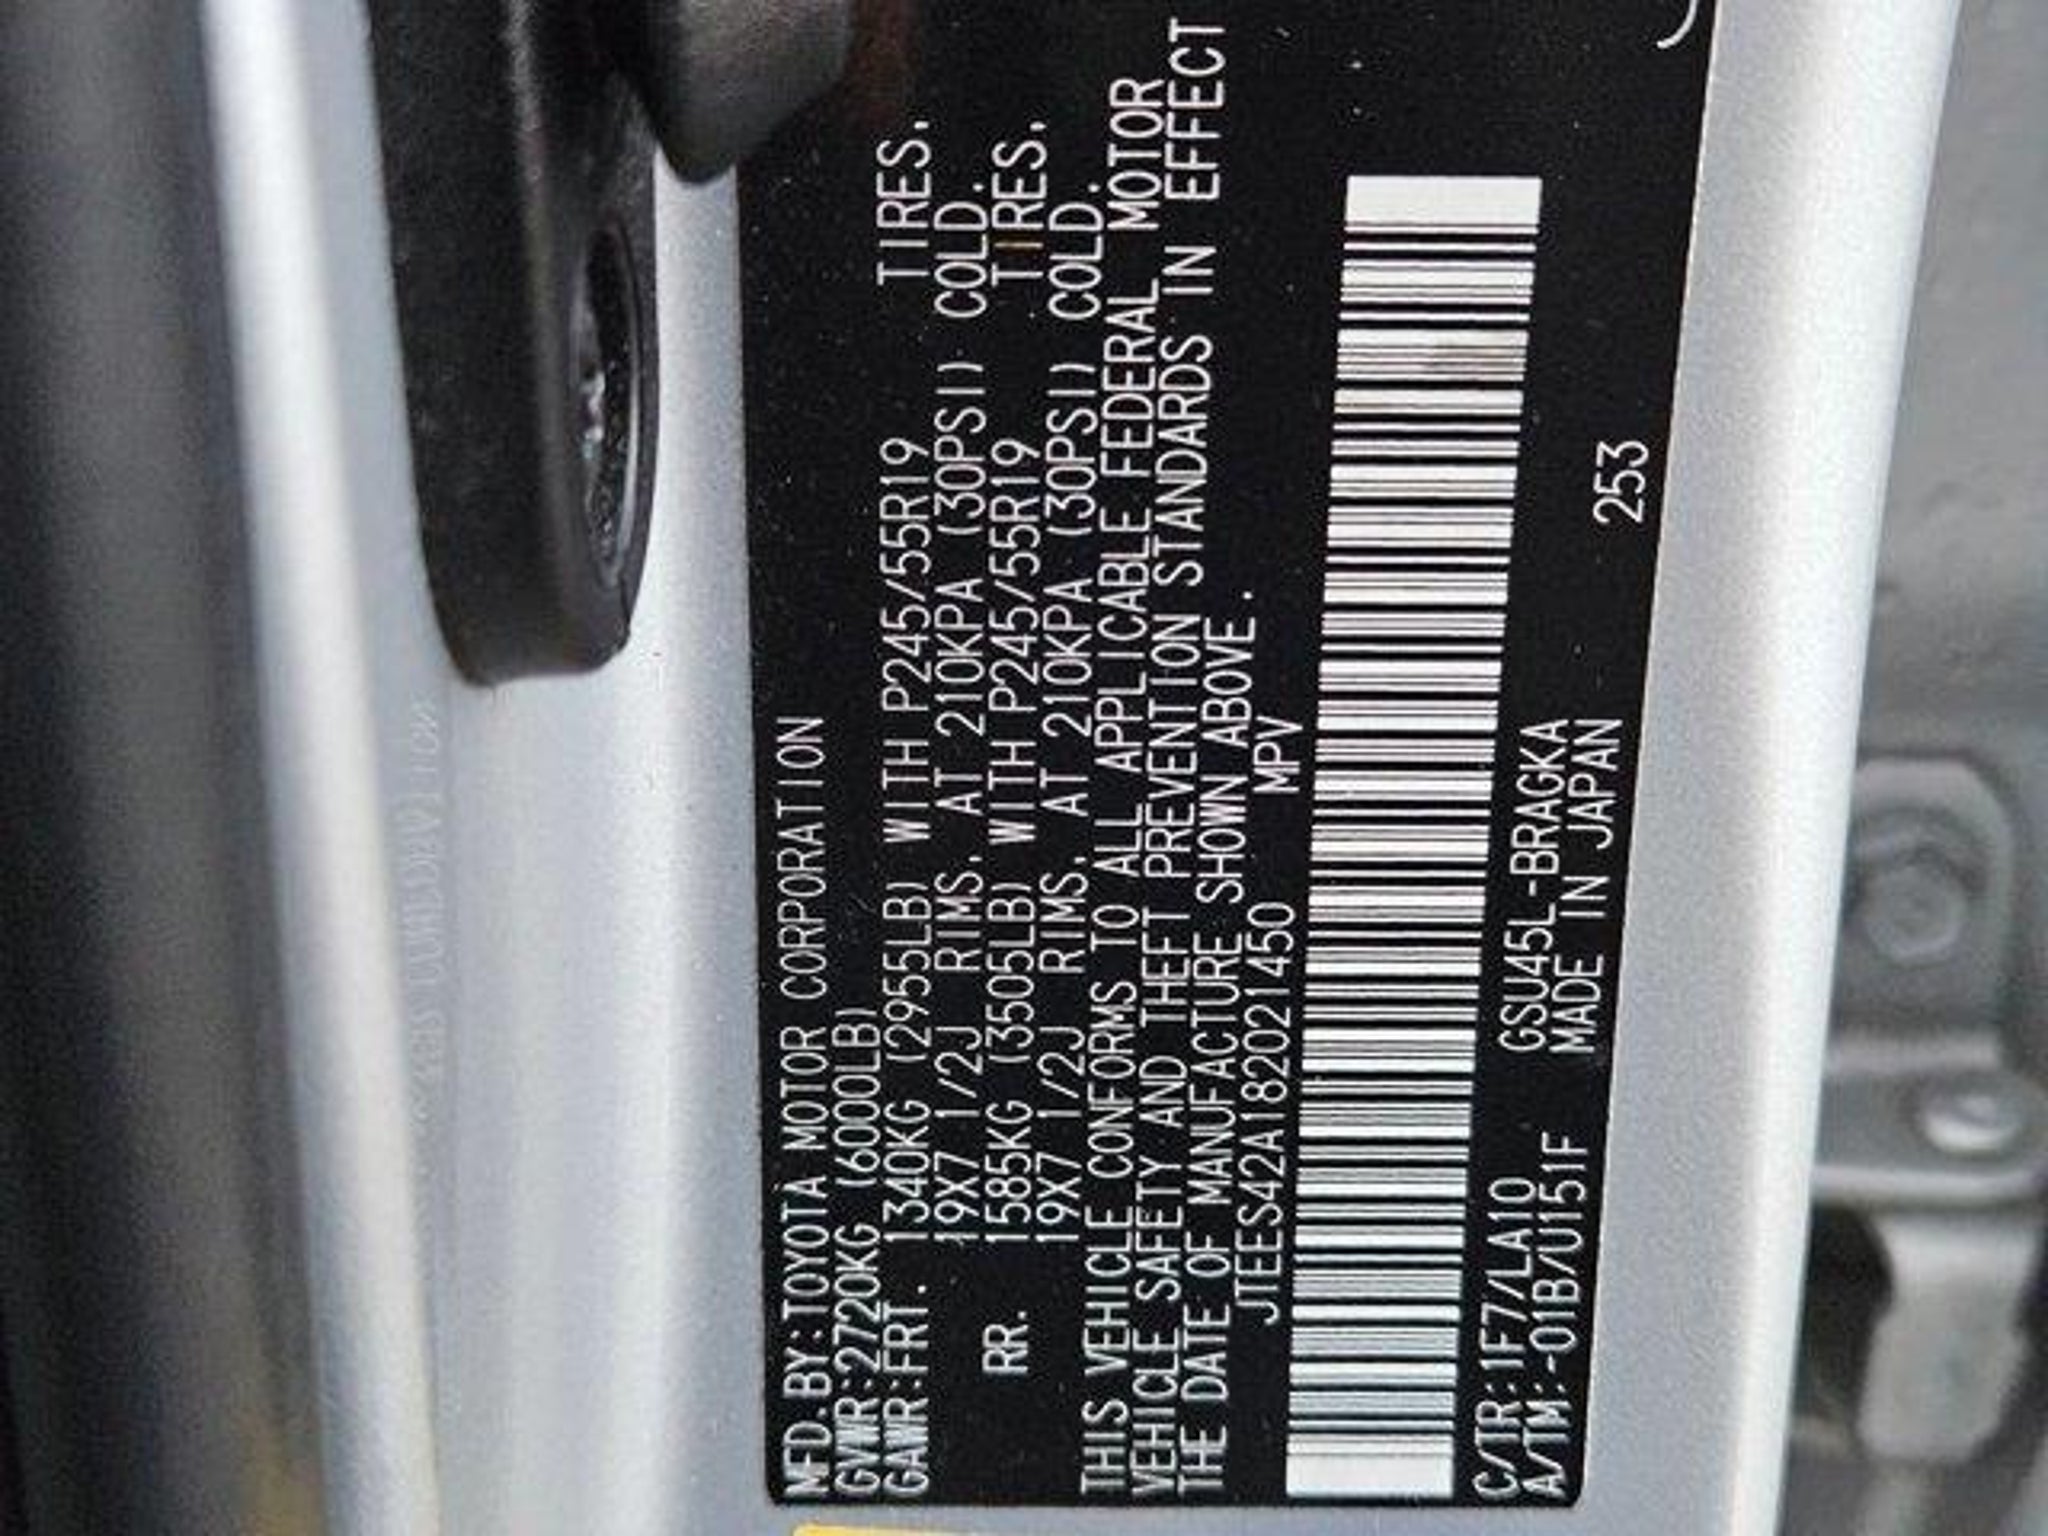 MFD.BY:TOYOTA MOTOR CORPORATION
GVWR:2720KG (6000LB)
GAWR:FRT. 1340KG (2955LB) WITH P245/55R19 TIRES.
19X7 1/2J RIMS. AT 210KPA (30PSI) COLD.
RR. 1585KG (3505LB) WITH P245/55R19 TIRES.
19X7 1/2J RIMS. AT 210KPA (30PSI) COLD.
THIS VEHICLE CONFORMS TO ALL APPLICABLE FEDERAL MOTOR
VEHICLE SAFETY AND THEFT PREVENTION STANDARDS IN EFFECT
THE DATE OF MANUFACTURE SHOWN ABOVE.
JTEES42A182021450 MPV
C/TR:1F7/LA10 GSU45L-BRAGKA
A/TM:-01B/U151F MADE IN JAPAN 253